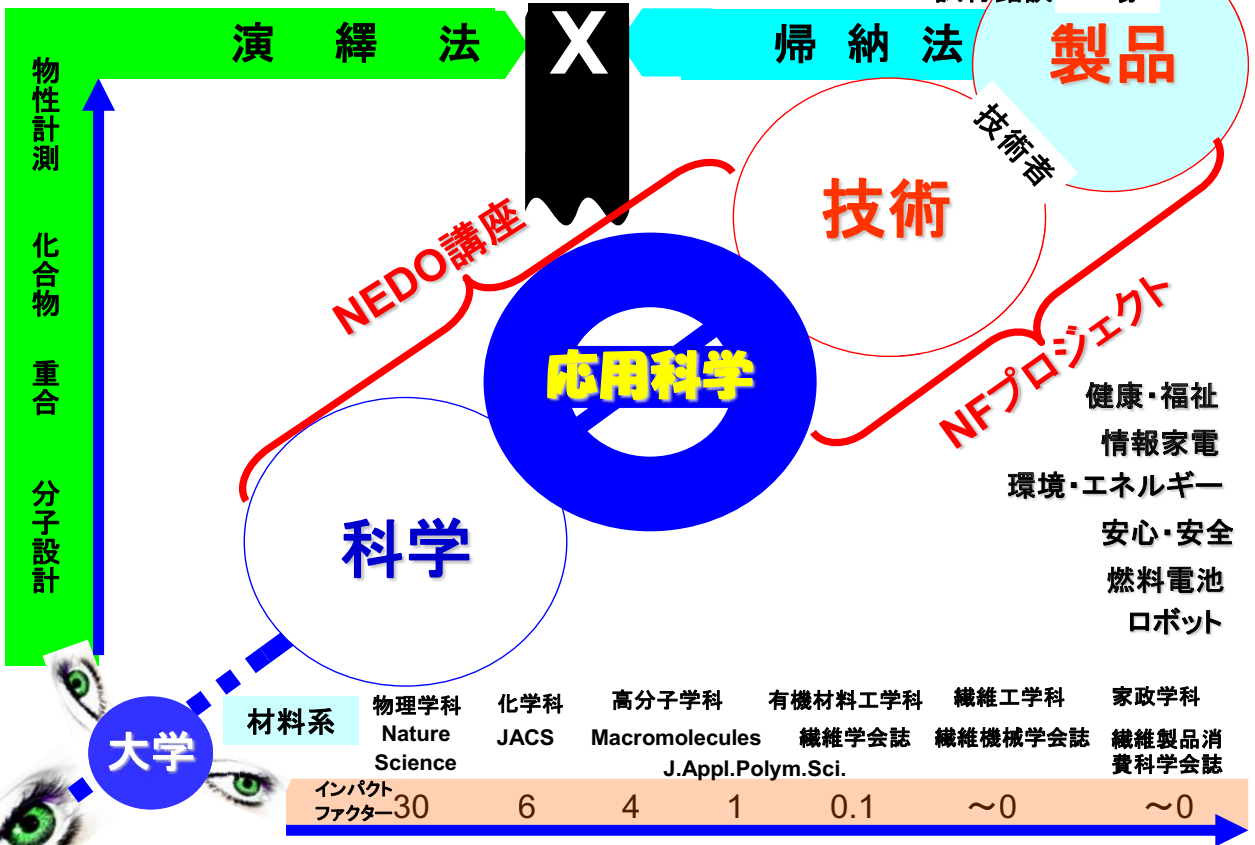 演繹法
X
帰納法
製品
物性計測
化合物
重合
分子設計
技術者
技術
NEDO講座
応用科学
NFプロジェクト
科学
健康・福祉
情報家電
環境・エネルギー
安心・安全
燃料電池
ロボット
大学
材料系
物理学科 化学科 高分子学科 有機材料工学科 繊維工学科 家政学科
Nature JACS Macromolecules 繊維学会誌 繊維機械学会誌 繊維製品消
Science J.Appl.Polym.Sci. 費科学会誌
インパクト
ファクター 30 6 4 1 0.1 ～0 ～0